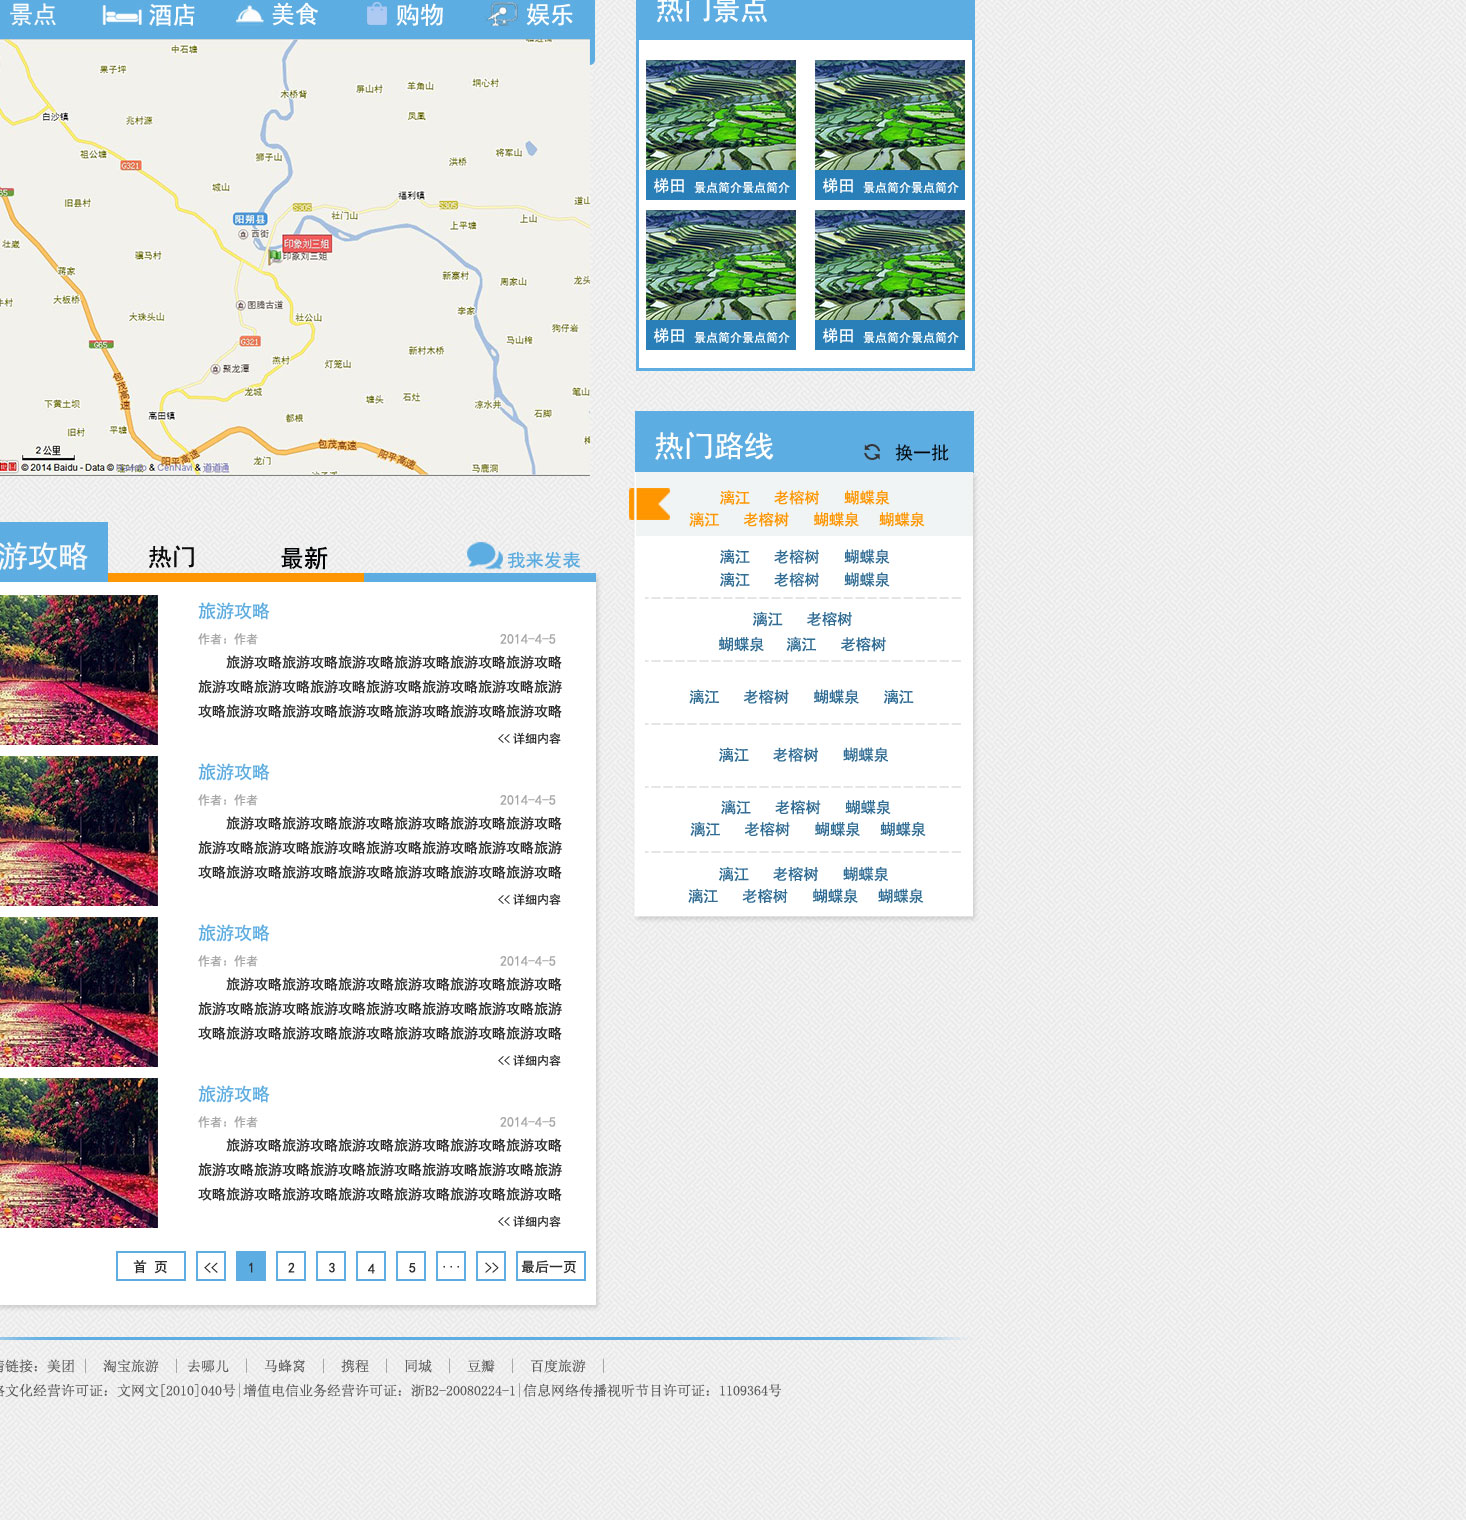 景点 酒店 美食 购物 娱乐
中石塘
果子坪
木桥背
屏山村
羊角山
垌心村
白沙镇
兆村源
凤凰
祖公塘
G321
狮子山
洪桥
将军山
城山
旧县村
阳朔县
S305
社门山
福利镇
S305
上平塘
上山
西街
印象刘三姐
印象刘三姐
壮崴
骥马村
蒋家
新寨村
周家山
大板桥
图腾古道
李家
大珠头山
社公山
狗仔岩
G65
G321
新村木桥
马山棉
燕村
灯笼山
聚龙潭
龙城
塘头
石灶
凉水井
石脚
下黄土坝
包茂高速
高田镇
都根
旧村
平塘
包茂高速
阳平高速
阳平高速
龙门
马鹿洞
2 公里
© 2014 Baidu - Data © & CenNavi & 道道通
热门景点
梯田 景点简介景点简介
梯田 景点简介景点简介
梯田 景点简介景点简介
梯田 景点简介景点简介
热门路线
换一批
漓江 老榕树 蝴蝶泉
漓江 老榕树 蝴蝶泉 蝴蝶泉
漓江 老榕树 蝴蝶泉
漓江 老榕树 蝴蝶泉
漓江 老榕树
蝴蝶泉 漓江 老榕树
漓江 老榕树 蝴蝶泉 漓江
漓江 老榕树 蝴蝶泉
漓江 老榕树 蝴蝶泉
漓江 老榕树 蝴蝶泉 蝴蝶泉
漓江 老榕树 蝴蝶泉
漓江 老榕树 蝴蝶泉 蝴蝶泉
游攻略 热门 最新 我来发表
旅游攻略
作者：作者 2014-4-5
旅游攻略旅游攻略旅游攻略旅游攻略旅游攻略旅游攻略
旅游攻略旅游攻略旅游攻略旅游攻略旅游攻略旅游攻略旅游
攻略旅游攻略旅游攻略旅游攻略旅游攻略旅游攻略旅游攻略
<< 详细内容
旅游攻略
作者：作者 2014-4-5
旅游攻略旅游攻略旅游攻略旅游攻略旅游攻略旅游攻略
旅游攻略旅游攻略旅游攻略旅游攻略旅游攻略旅游攻略旅游
攻略旅游攻略旅游攻略旅游攻略旅游攻略旅游攻略旅游攻略
<< 详细内容
旅游攻略
作者：作者 2014-4-5
旅游攻略旅游攻略旅游攻略旅游攻略旅游攻略旅游攻略
旅游攻略旅游攻略旅游攻略旅游攻略旅游攻略旅游攻略旅游
攻略旅游攻略旅游攻略旅游攻略旅游攻略旅游攻略旅游攻略
<< 详细内容
旅游攻略
作者：作者 2014-4-5
旅游攻略旅游攻略旅游攻略旅游攻略旅游攻略旅游攻略
旅游攻略旅游攻略旅游攻略旅游攻略旅游攻略旅游攻略旅游
攻略旅游攻略旅游攻略旅游攻略旅游攻略旅游攻略旅游攻略
<< 详细内容
首 页 << 1 2 3 4 5 ··· >> 最后一页
链接：美团 | 淘宝旅游 | 去哪儿 | 马蜂窝 | 携程 | 同城 | 豆瓣 | 百度旅游 |
文化经营许可证：文网文[2010]040号|增值电信业务经营许可证：浙B2-20080224-1|信息网络传播视听节目许可证：1109364号